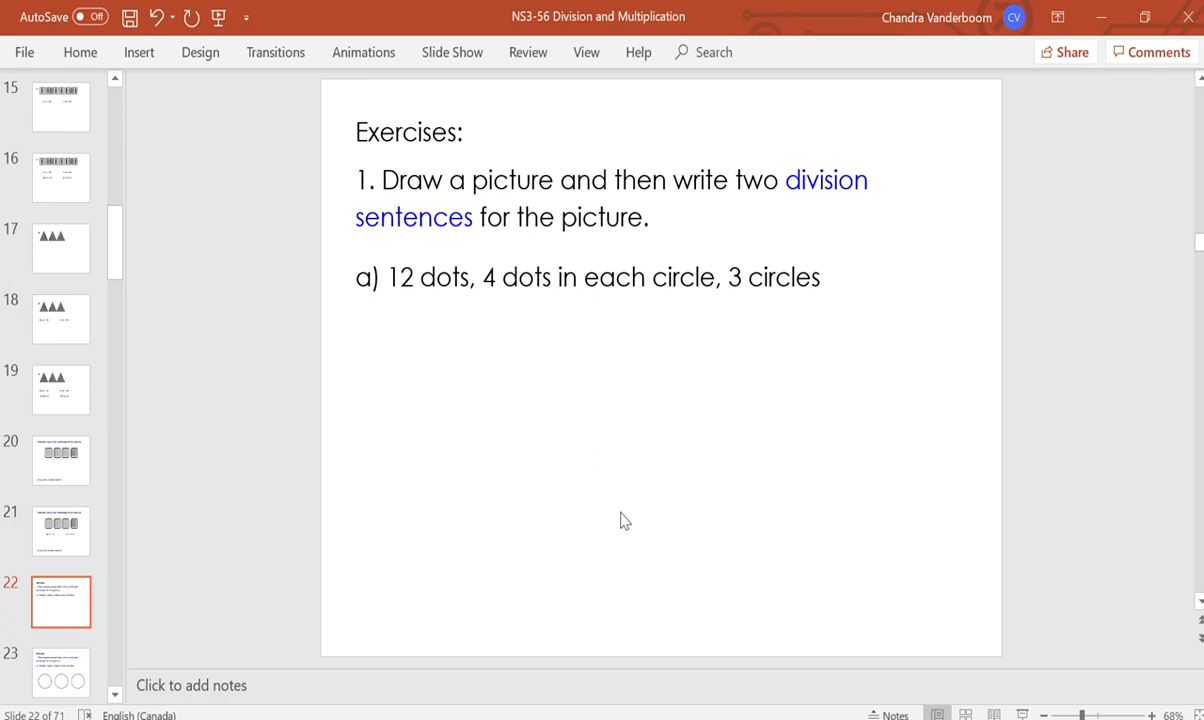 AutoSave Off NS3-56 Division and Multiplication Chandra Vanderboom CV
File Home Insert Design Transitions Animations Slide Show Review View Help Search Share Comments
15
16
17
18
19
20
21
22
23
Exercises:
1. Draw a picture and then write two division
sentences for the picture.
a) 12 dots, 4 dots in each circle, 3 circles
Click to add notes
Slide 22 of 71 English (Canada) Notes 68%